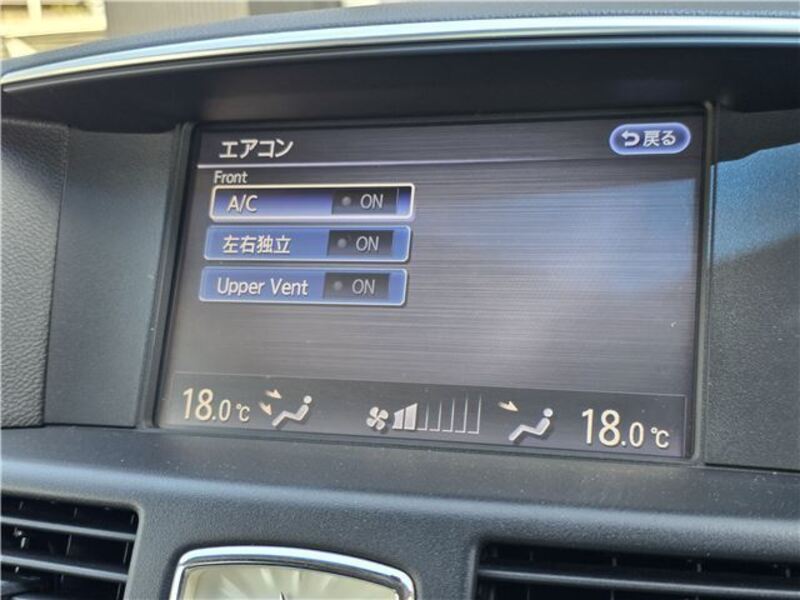 エアコン
戻る
Front
A/C ON
左右独立 ON
Upper Vent ON
18.0℃ 18.0℃